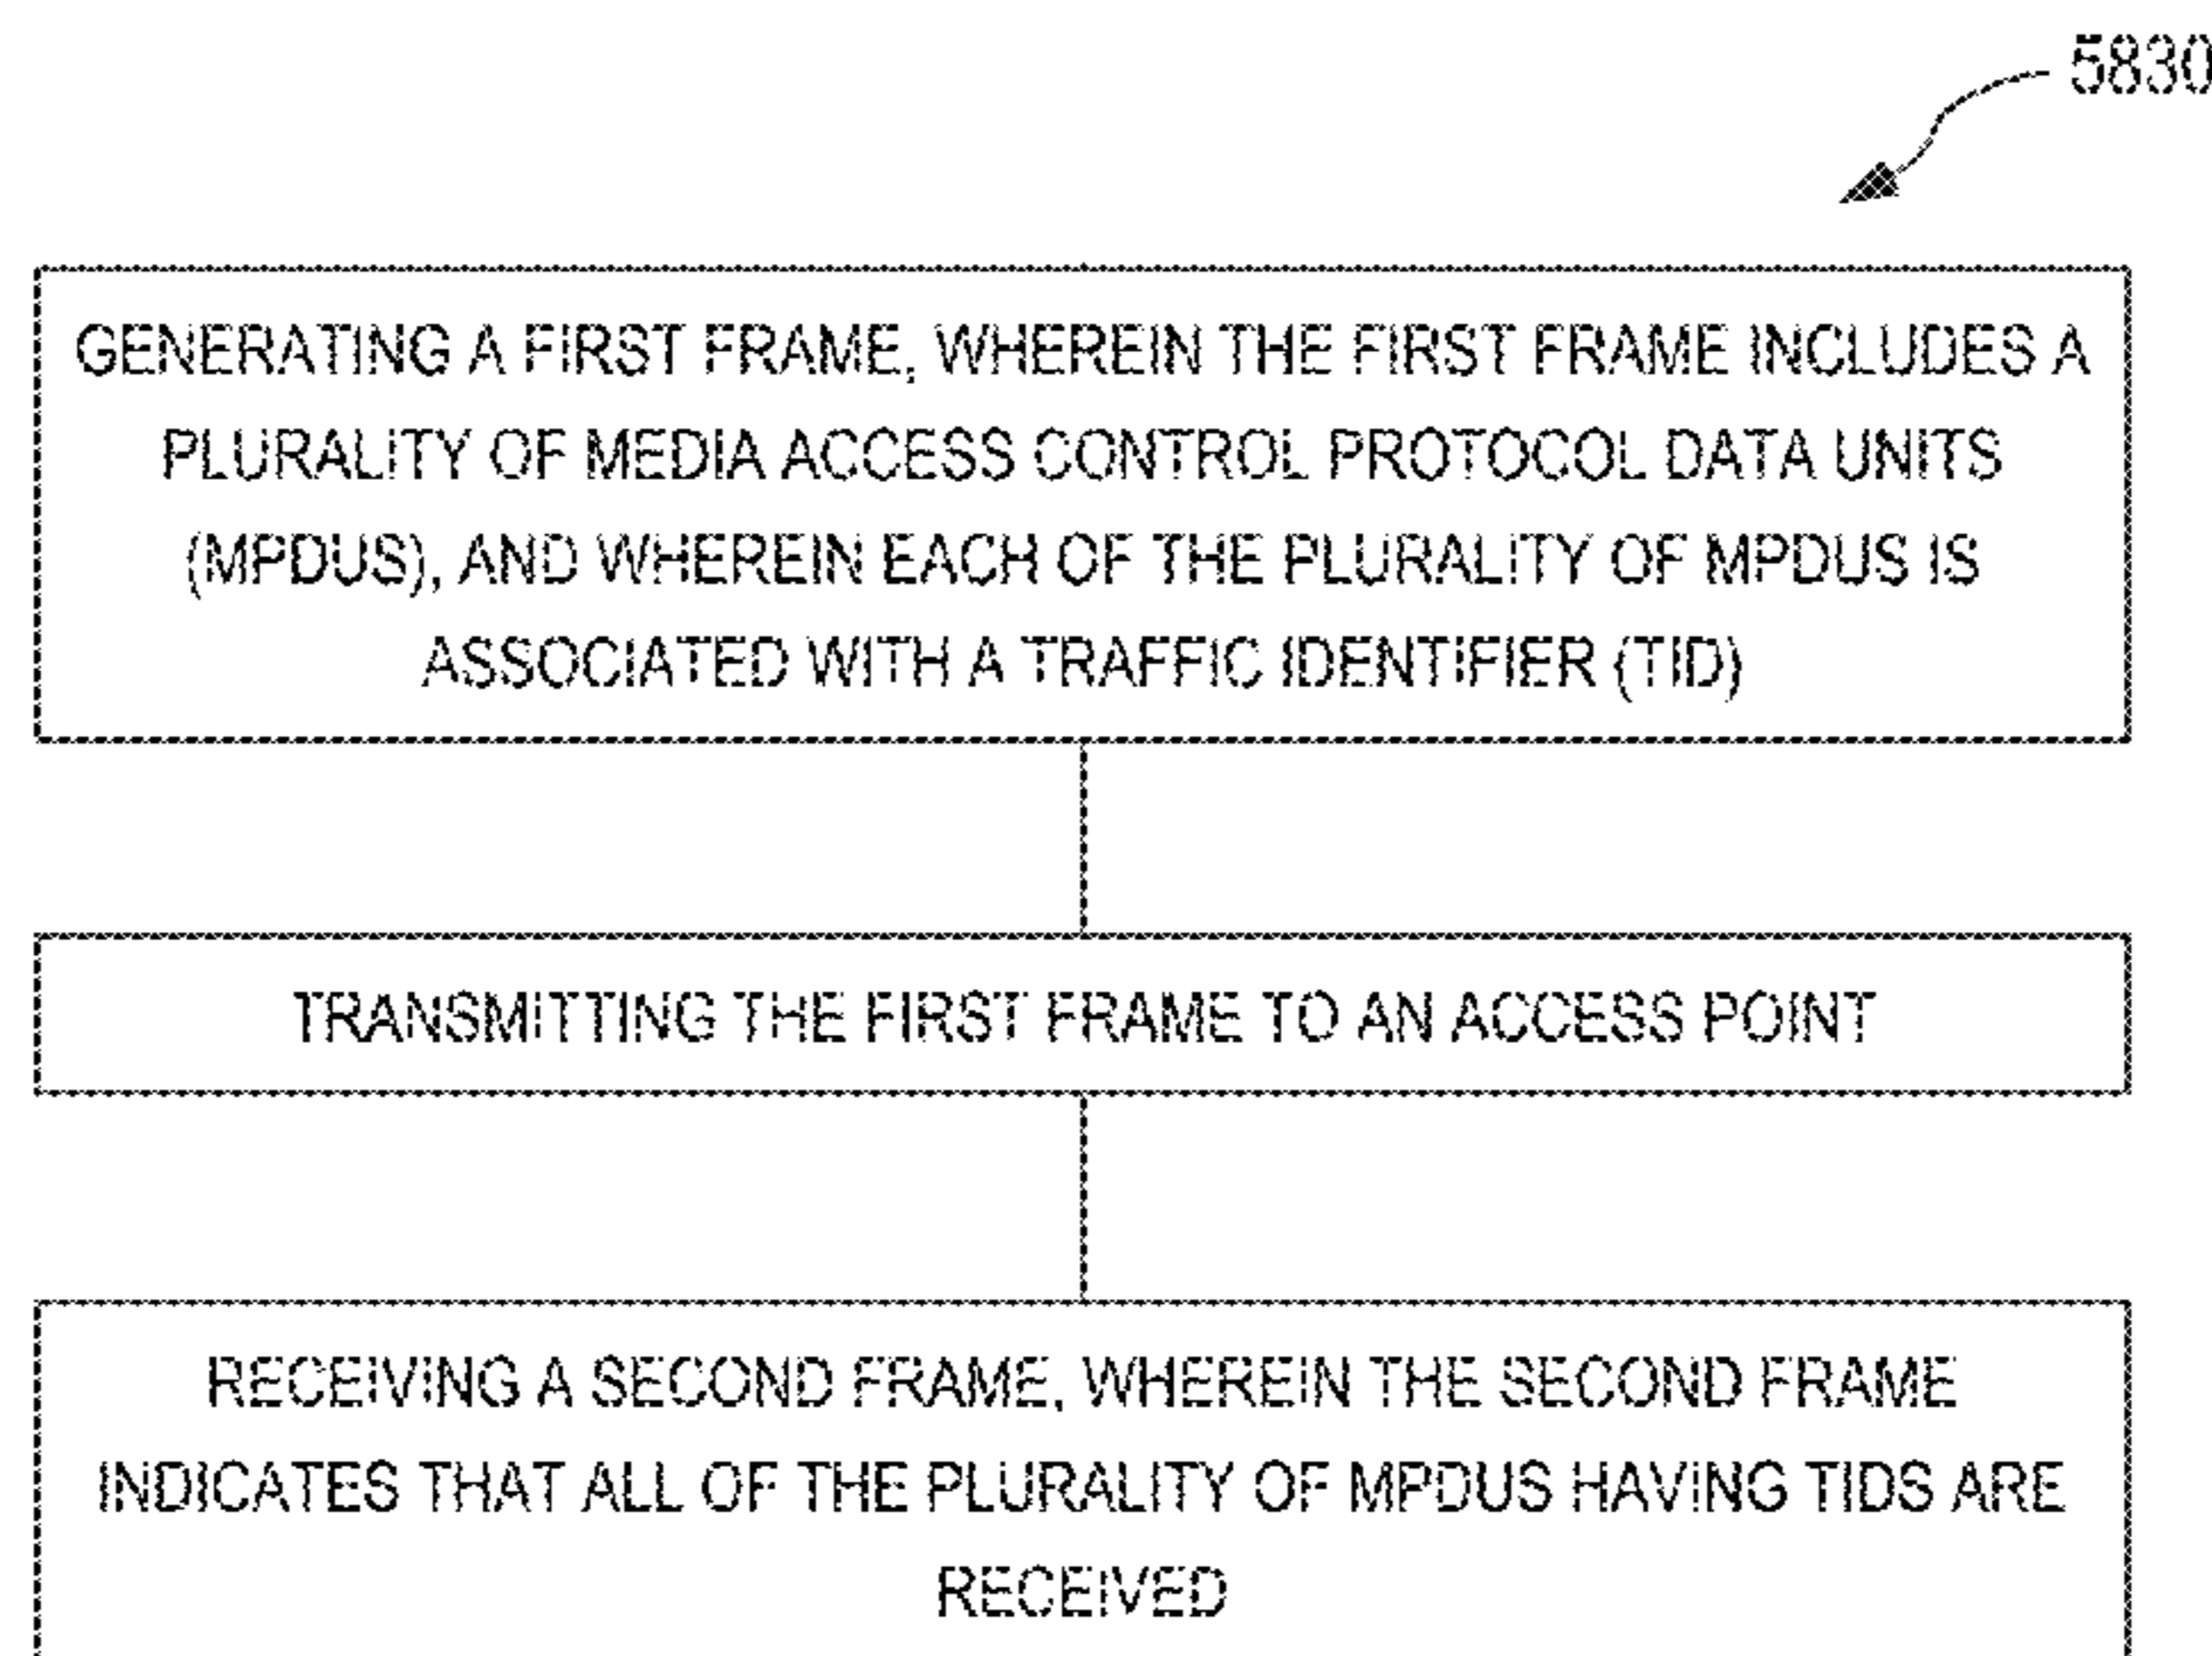 5830
GENERATING A FIRST FRAME, WHEREIN THE FIRST FRAME INCLUDES A
PLURALITY OF MEDIA ACCESS CONTROL PROTOCOL DATA UNITS
(MPDUS), AND WHEREIN EACH OF THE PLURALITY OF MPDUS IS
ASSOCIATED WITH A TRAFFIC IDENTIFIER (TID)
TRANSMITTING THE FIRST FRAME TO AN ACCESS POINT
RECEIVING A SECOND FRAME, WHEREIN THE SECOND FRAME
INDICATES THAT ALL OF THE PLURALITY OF MPDUS HAVING TIDS ARE
RECEIVED